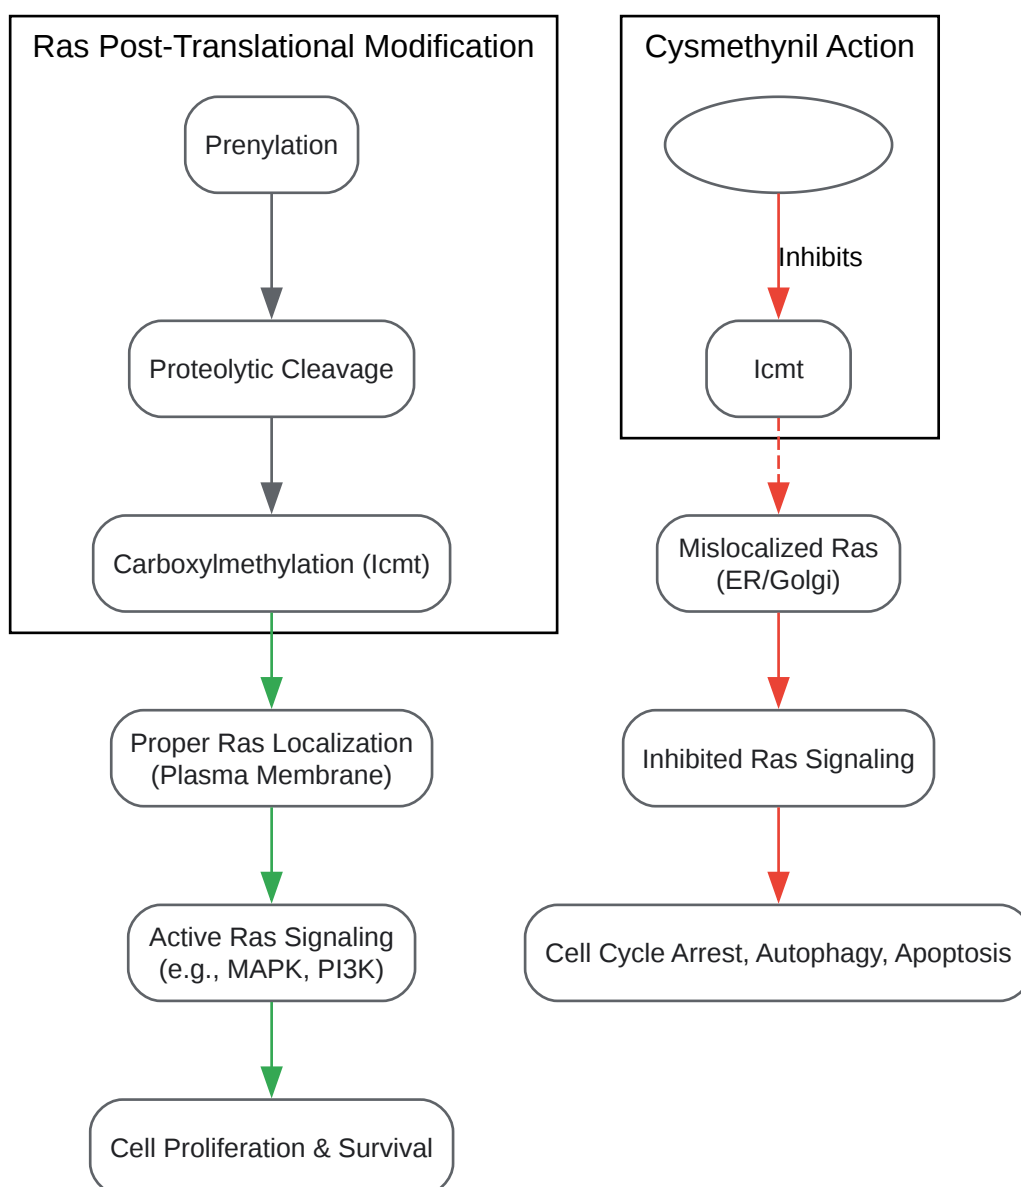 Ras Post-Translational Modification
Prenylation
Proteolytic Cleavage
Carboxylmethylation (Icmt)
Proper Ras Localization
(Plasma Membrane)
Active Ras Signaling
(e.g., MAPK, PI3K)
Cell Proliferation & Survival
Cysmethynil Action
Inhibits
Icmt
Mislocalized Ras
(ER/Golgi)
Inhibited Ras Signaling
Cell Cycle Arrest, Autophagy, Apoptosis